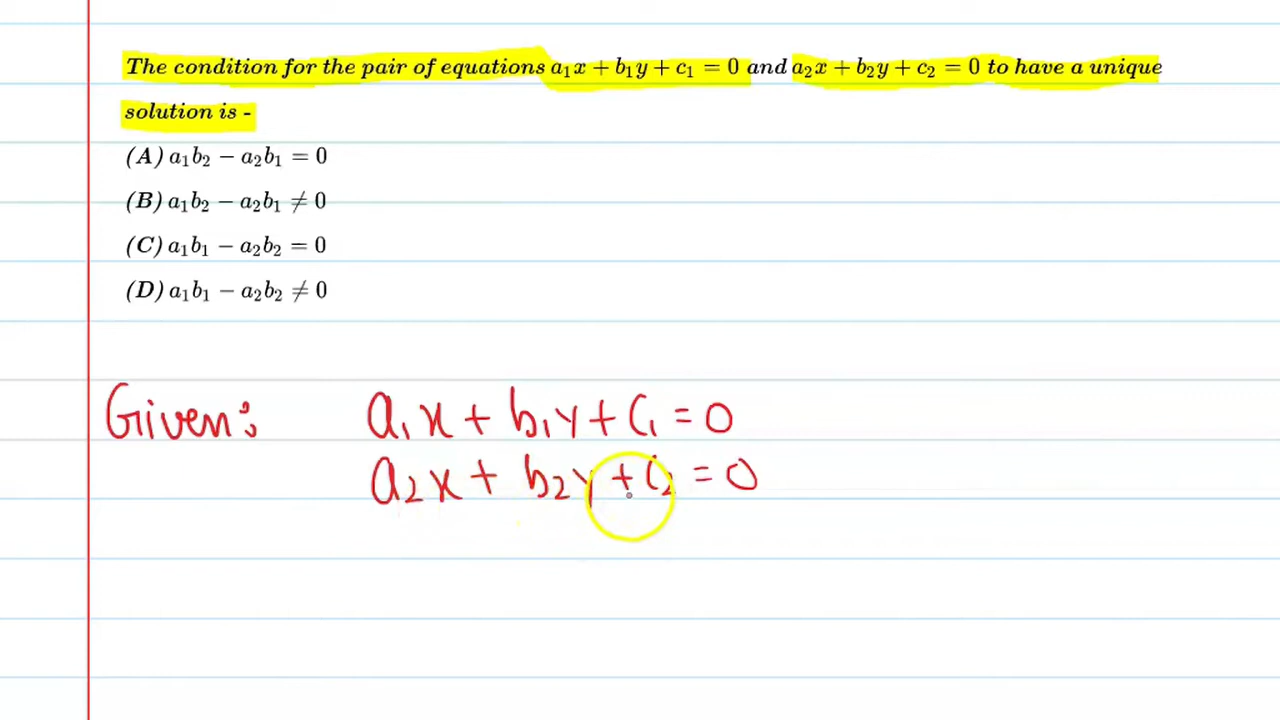 The condition for the pair of equations a₁x + b₁y + c₁ = 0 and a₂x + b₂y + c₂ = 0 to have a unique
solution is -
(A) a₁b₂ − a₂b₁ = 0
(B) a₁b₂ − a₂b₁ ≠ 0
(C) a₁b₁ − a₂b₂ = 0
(D) a₁b₁ − a₂b₂ ≠ 0
Given: a₁x + b₁y + c₁ = 0
a₂x + b₂y + c₂ = 0